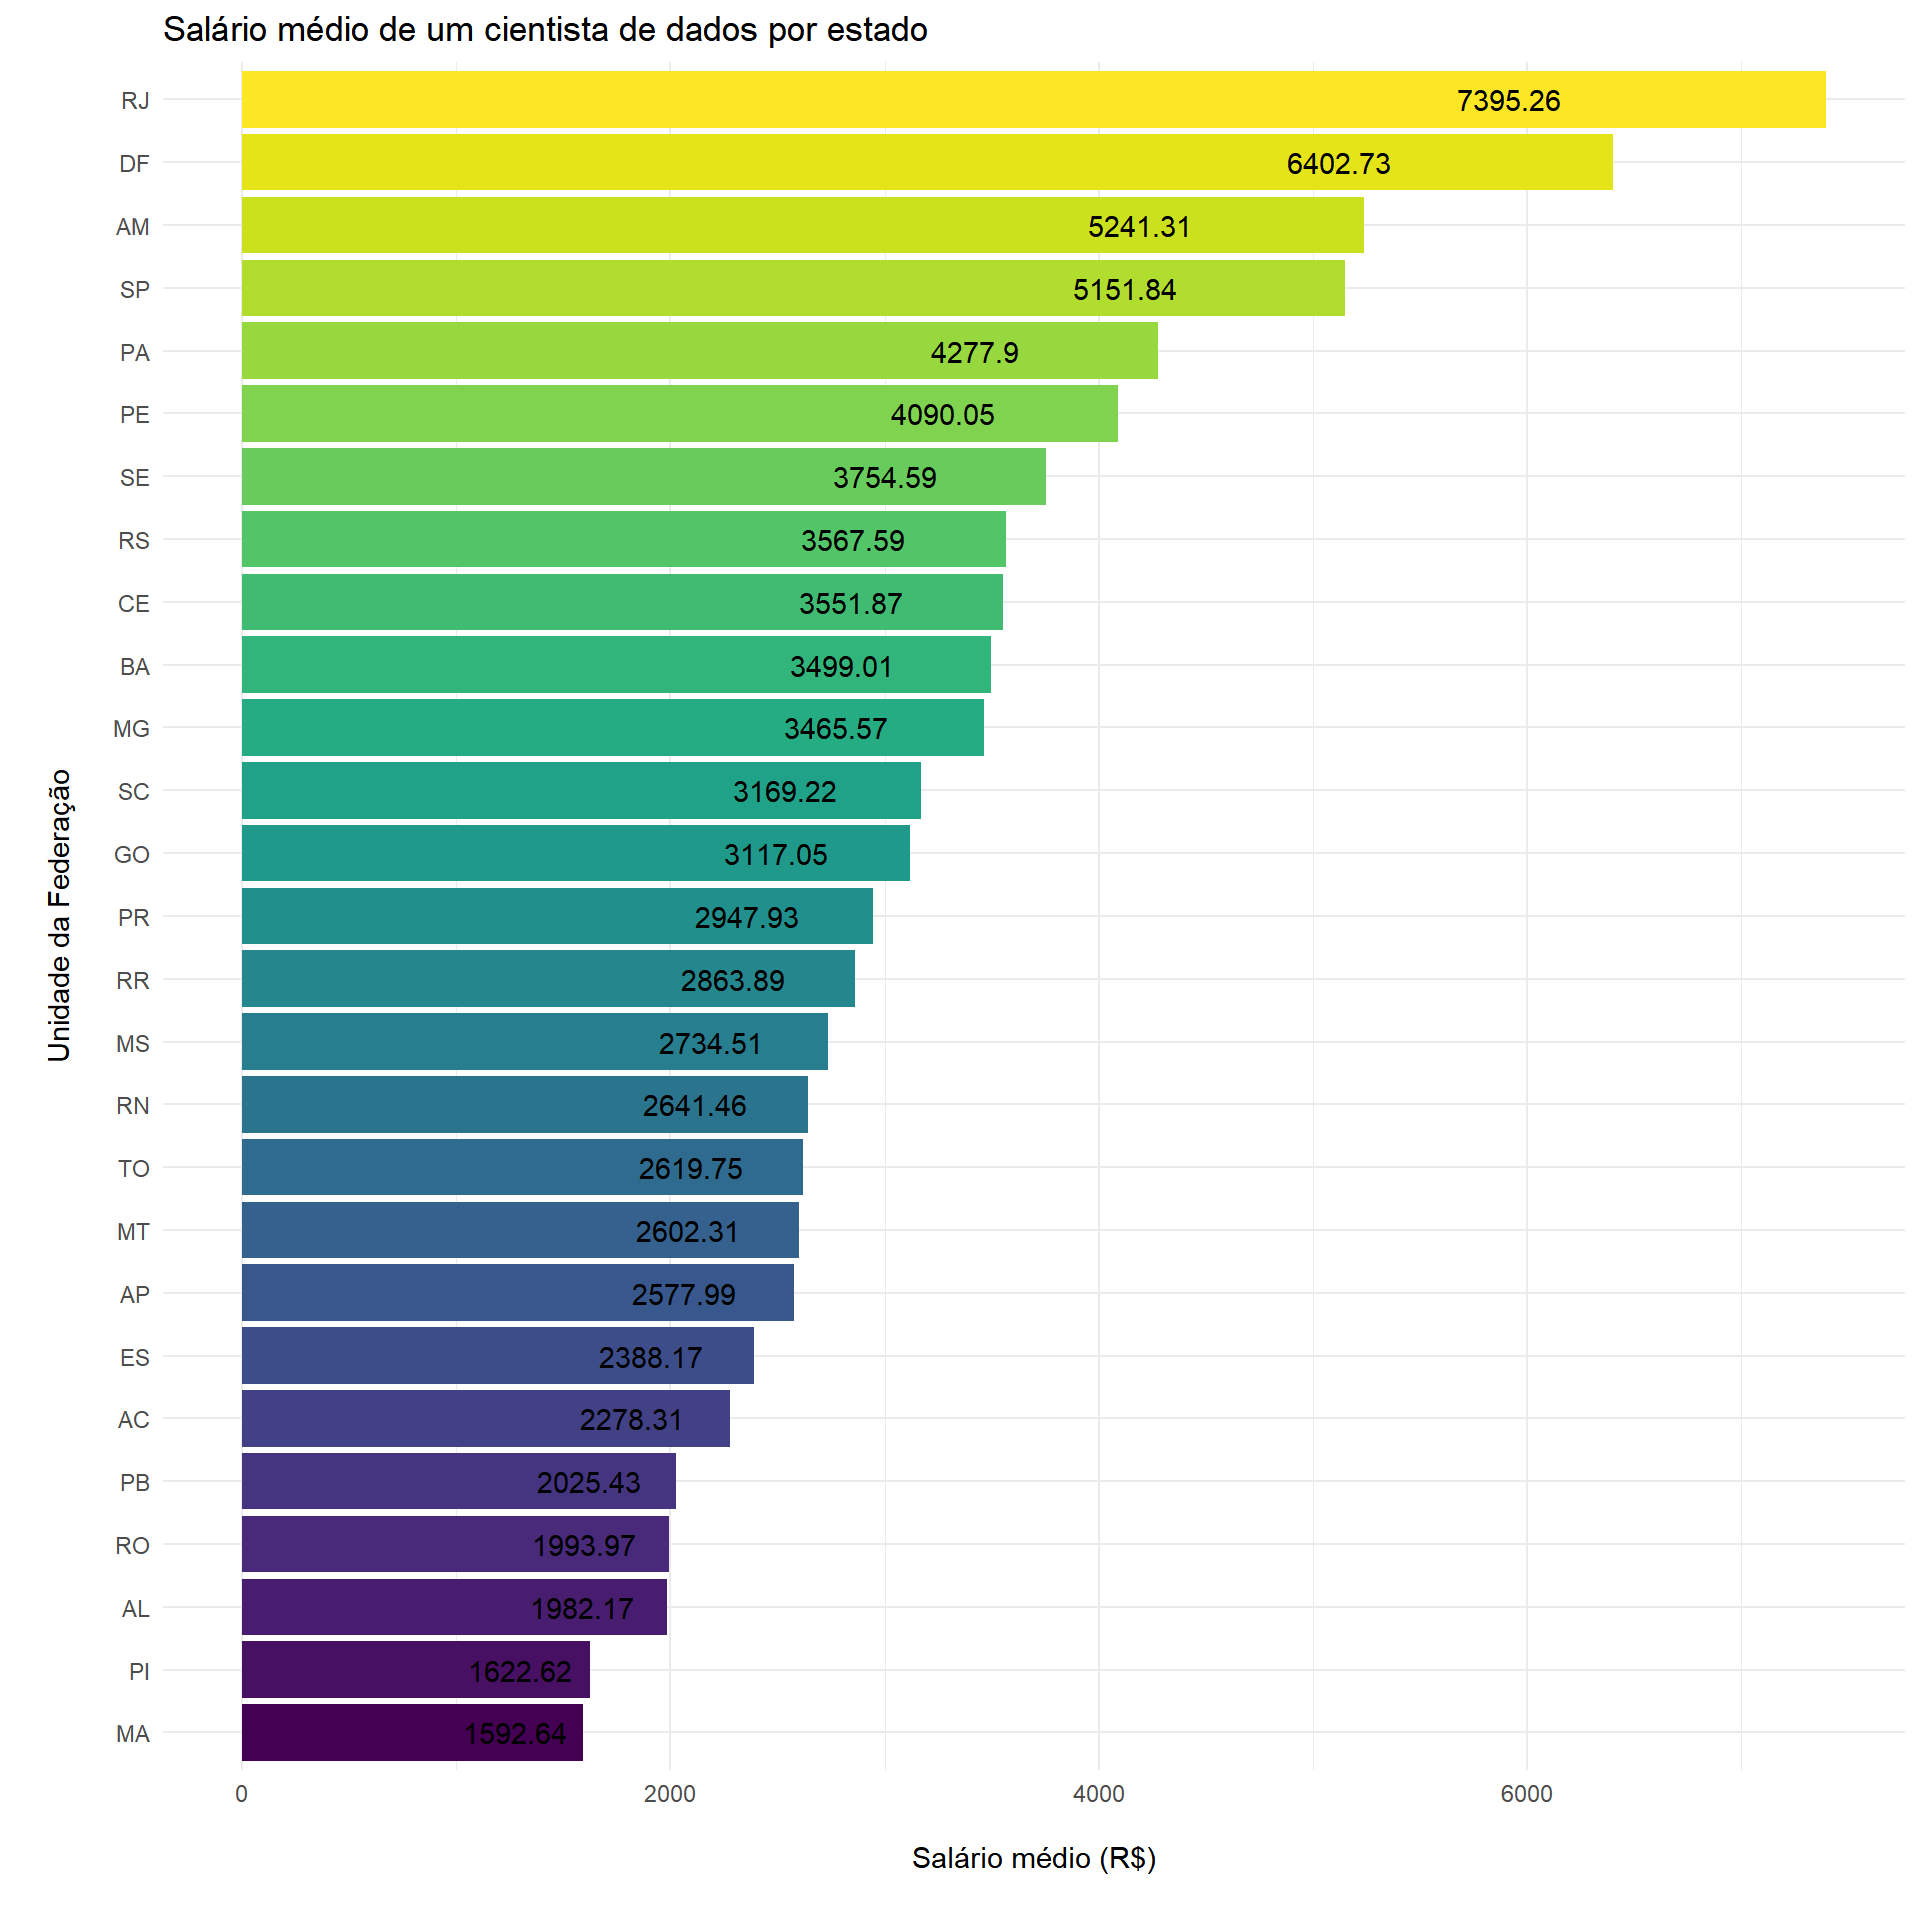 Salário médio de um cientista de dados por estado
RJ 7395.26
DF 6402.73
AM 5241.31
SP 5151.84
PA 4277.9
PE 4090.05
SE 3754.59
RS 3567.59
CE 3551.87
BA 3499.01
MG 3465.57
SC 3169.22
GO 3117.05
PR 2947.93
RR 2863.89
MS 2734.51
RN 2641.46
TO 2619.75
MT 2602.31
AP 2577.99
ES 2388.17
AC 2278.31
PB 2025.43
RO 1993.97
AL 1982.17
PI 1622.62
MA 1592.64
Unidade da Federação
0 2000 4000 6000
Salário médio (R$)